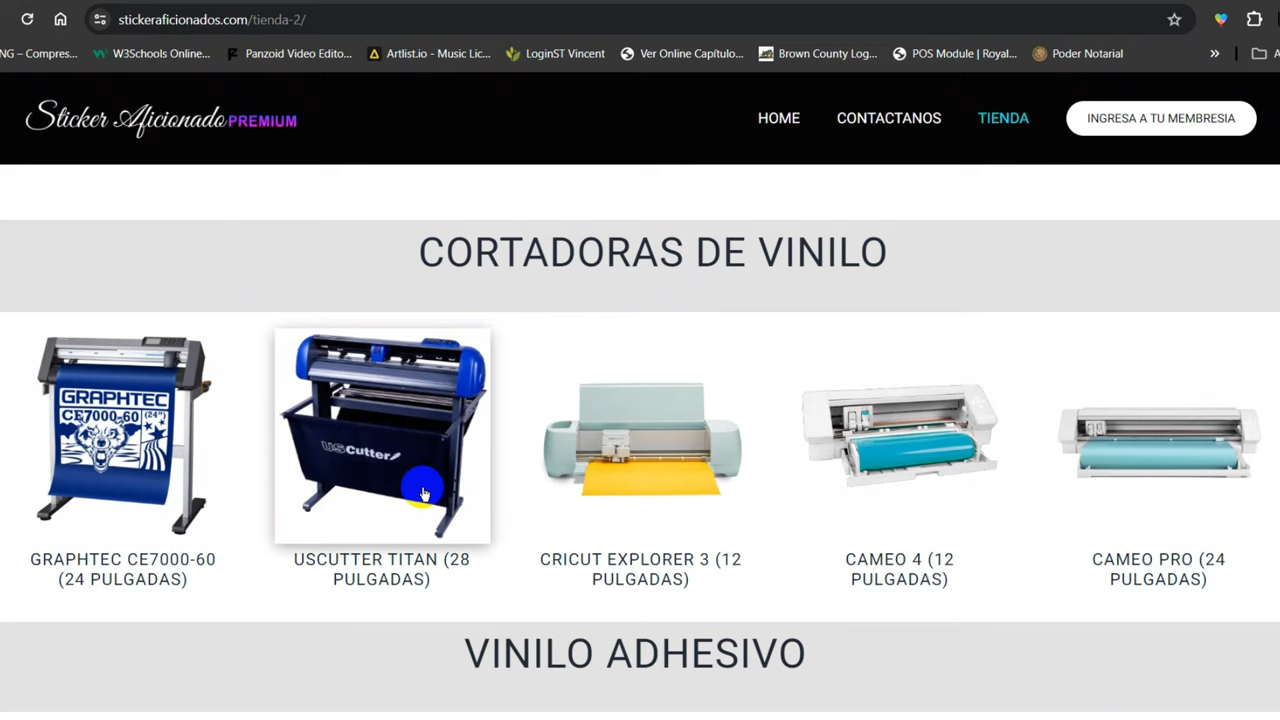 stickeraficionados.com/tienda-2/
NG – Compres... W3Schools Online... Panzoid Video Edito... Artlist.io - Music Lic... LoginST Vincent Ver Online Capítulo... Brown County Log... POS Module | Royal... Poder Notarial » A
Sticker Aficionado PREMIUM
HOME CONTACTANOS TIENDA INGRESA A TU MEMBRESIA
CORTADORAS DE VINILO
GRAPHTEC
CE7000-60 (24")
USCutter
GRAPHTEC CE7000-60
(24 PULGADAS)
USCUTTER TITAN (28
PULGADAS)
CRICUT EXPLORER 3 (12
PULGADAS)
CAMEO 4 (12
PULGADAS)
CAMEO PRO (24
PULGADAS)
VINILO ADHESIVO